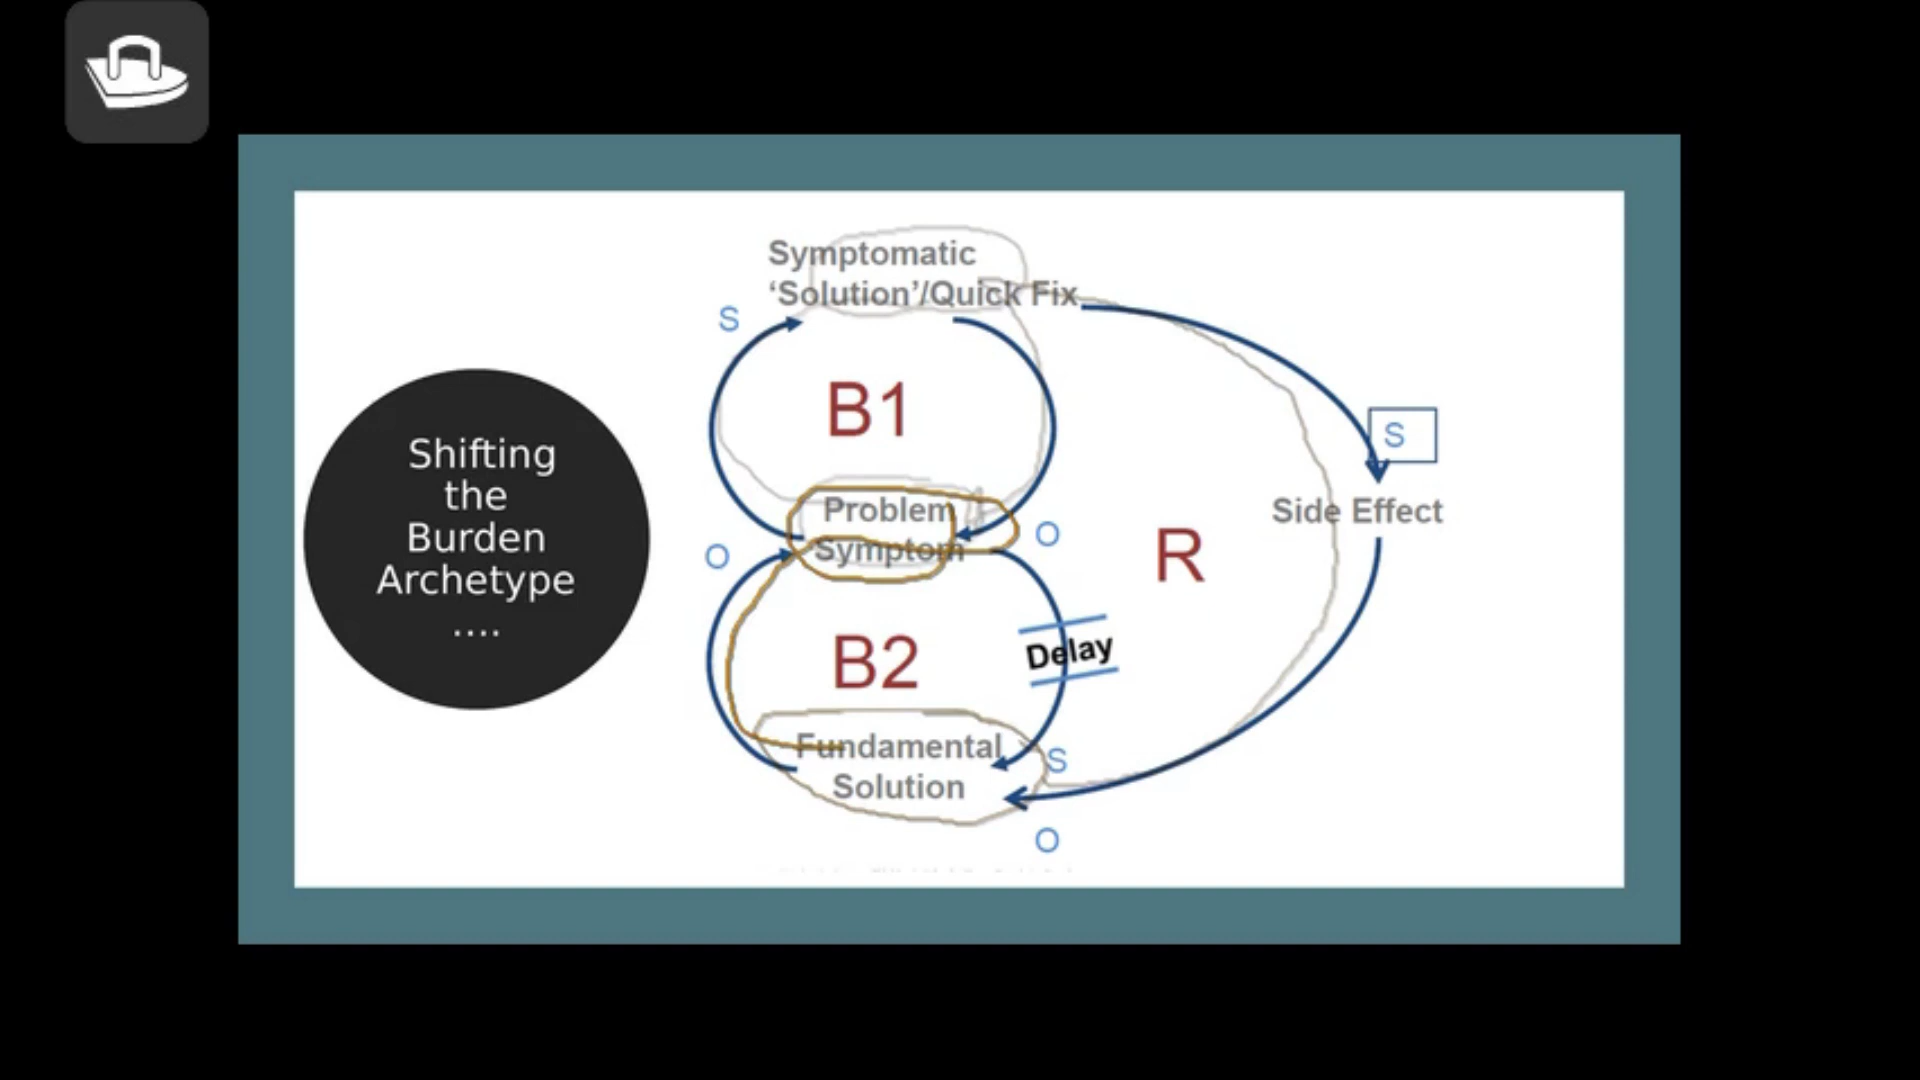 Shifting
the
Burden
Archetype
....
Symptomatic
‘Solution’/Quick Fix
S
B1
S
Side Effect
Problem
Symptom
O
O
R
Delay
B2
Fundamental
Solution
S
O